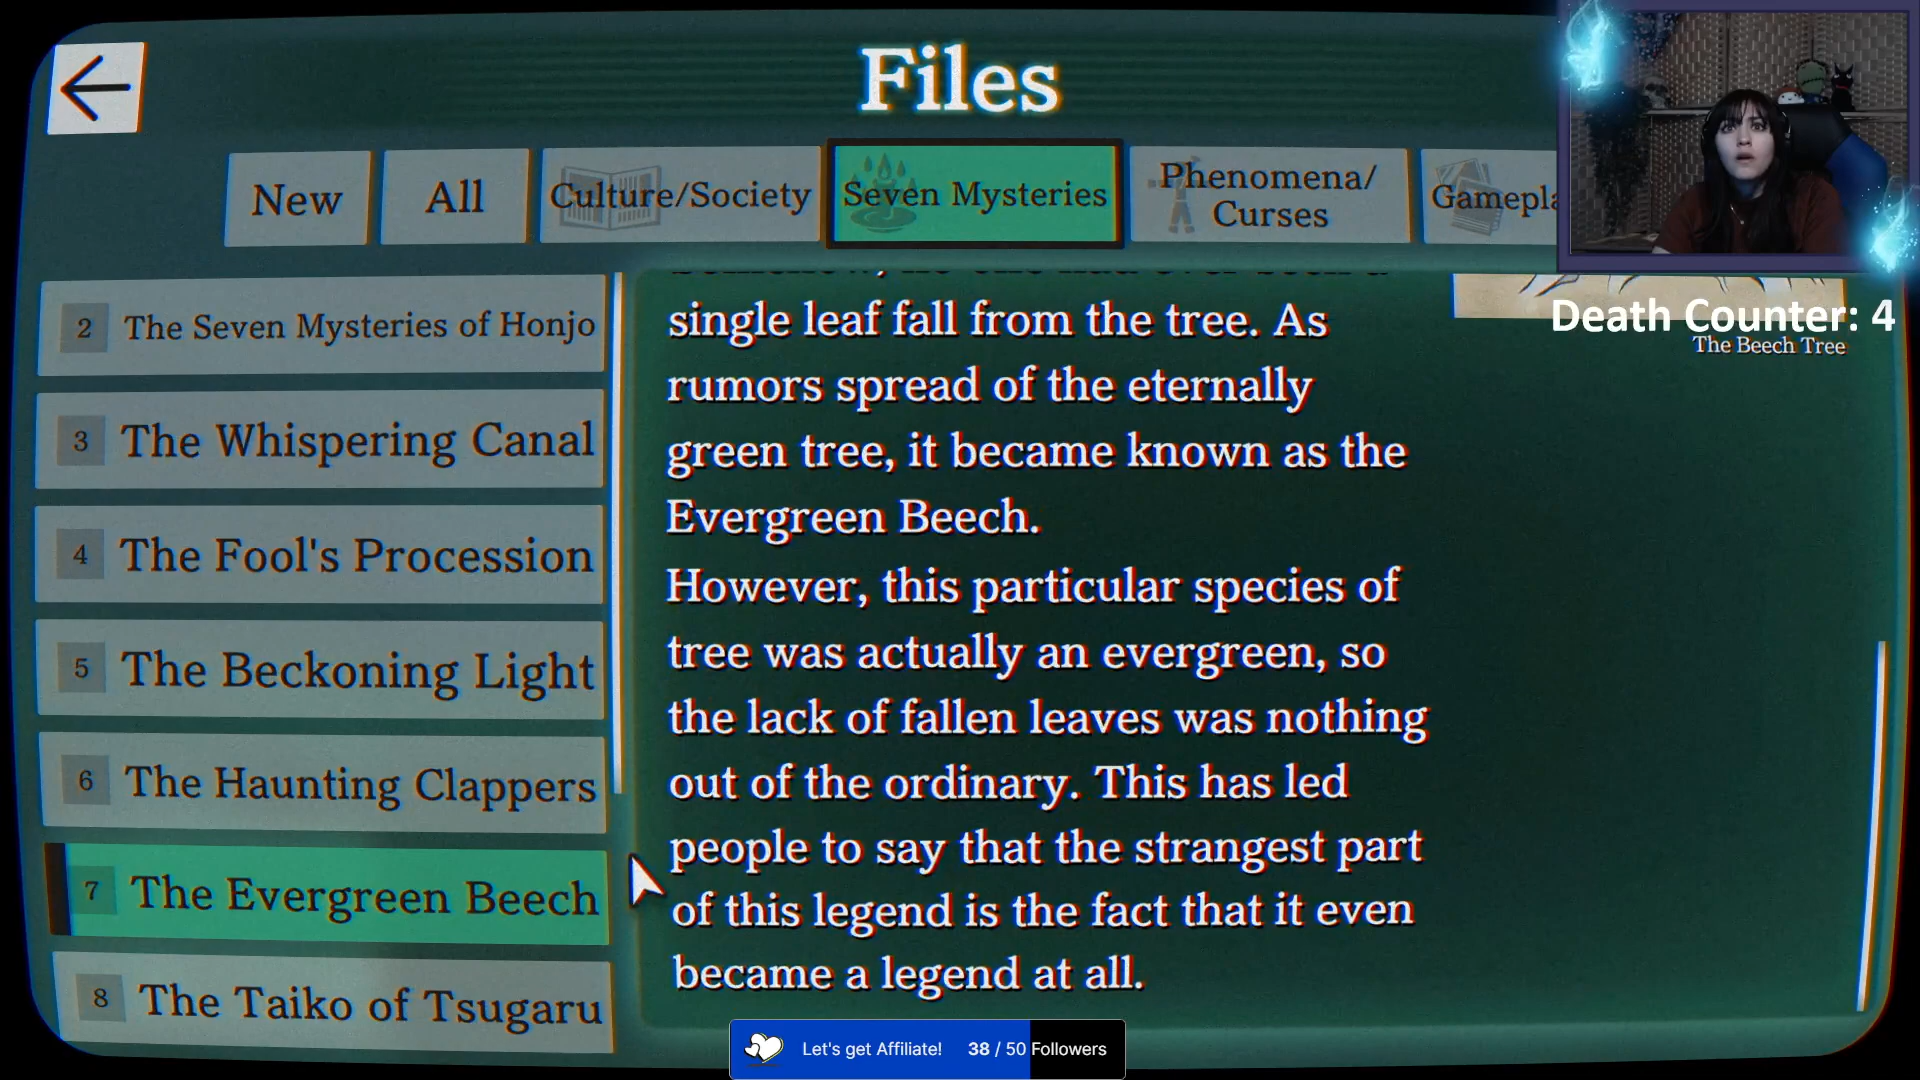 Files
New
All
Culture/Society
Seven Mysteries
Phenomena/
Curses
2 The Seven Mysteries of Honjo
3 The Whispering Canal
4 The Fool's Procession
5 The Beckoning Light
6 The Haunting Clappers
7 The Evergreen Beech
8 The Taiko of Tsugaru
single leaf fall from the tree. As
rumors spread of the eternally
green tree, it became known as the
Evergreen Beech.
However, this particular species of
tree was actually an evergreen, so
the lack of fallen leaves was nothing
out of the ordinary. This has led
people to say that the strangest part
of this legend is the fact that it even
became a legend at all.
Death Counter: 4
The Beech Tree
Let's get Affiliate! 38 / 50 Followers